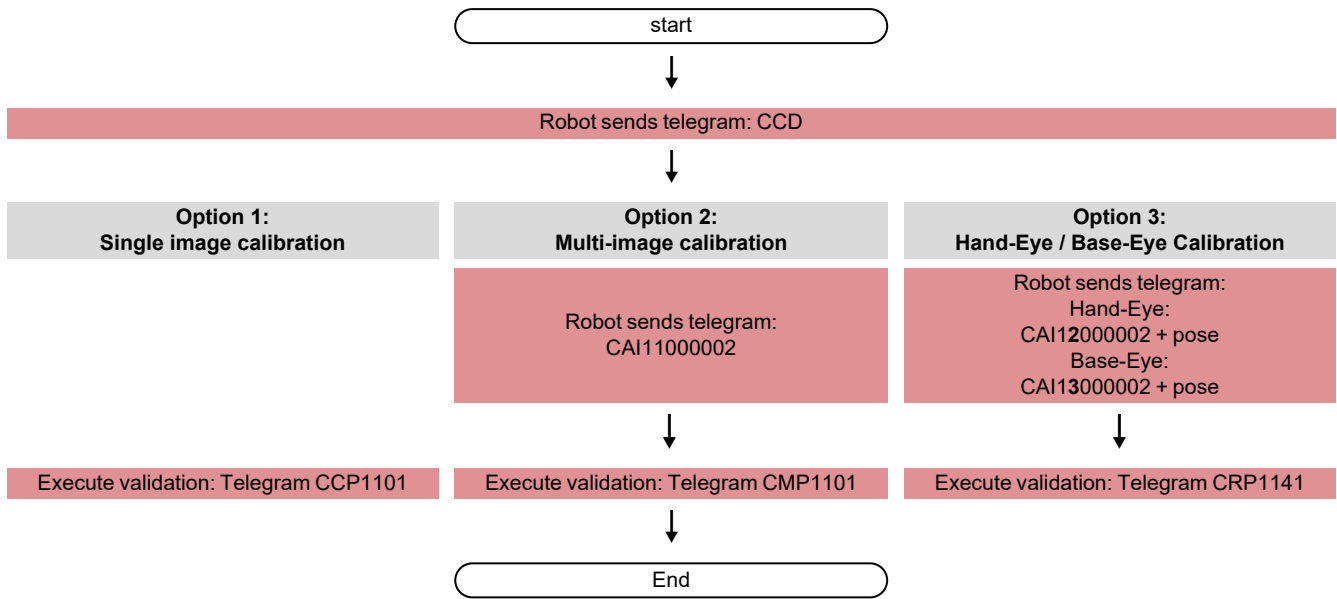 start
Robot sends telegram: CCD
Option 1:
Single image calibration
Option 2:
Multi-image calibration
Option 3:
Hand-Eye / Base-Eye Calibration
Robot sends telegram:
CAI11000002
Robot sends telegram:
Hand-Eye:
CAI12000002 + pose
Base-Eye:
CAI13000002 + pose
Execute validation: Telegram CCP1101
Execute validation: Telegram CMP1101
Execute validation: Telegram CRP1141
End